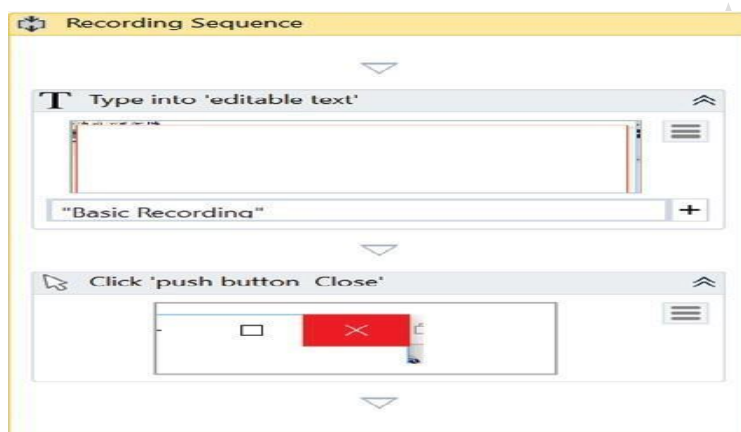 Recording Sequence
Type into 'editable text'
"Basic Recording"
Click 'push button Close'